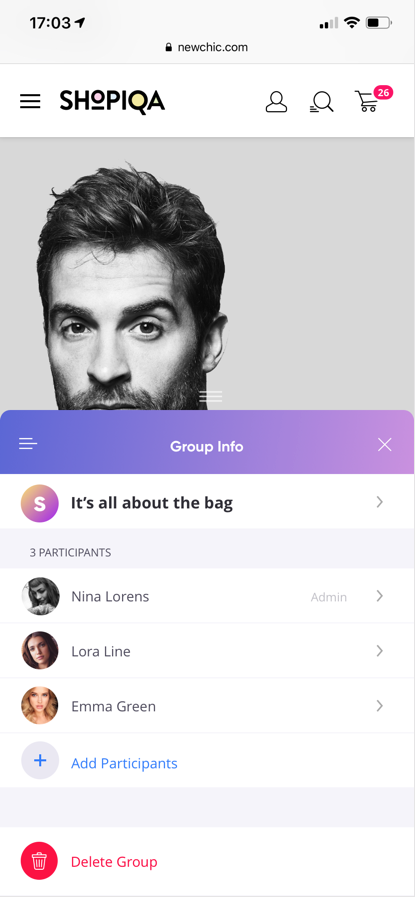 17:03
newchic.com
SHOPIQA
26
Group Info
S
It's all about the bag
3 PARTICIPANTS
Nina Lorens
Admin
Lora Line
Emma Green
+
Add Participants
Delete Group